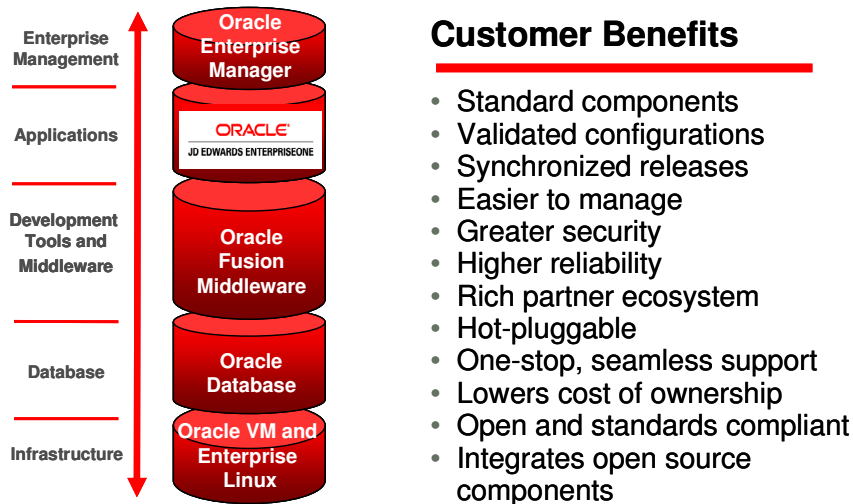 Enterprise
Management
Applications
Development
Tools and
Middleware
Database
Infrastructure
Oracle
Enterprise
Manager
ORACLE®
JD EDWARDS ENTERPRISEONE
Oracle
Fusion
Middleware
Oracle
Database
Oracle VM and
Enterprise
Linux
Customer Benefits
• Standard components
• Validated configurations
• Synchronized releases
• Easier to manage
• Greater security
• Higher reliability
• Rich partner ecosystem
• Hot-pluggable
• One-stop, seamless support
• Lowers cost of ownership
• Open and standards compliant
• Integrates open source
components